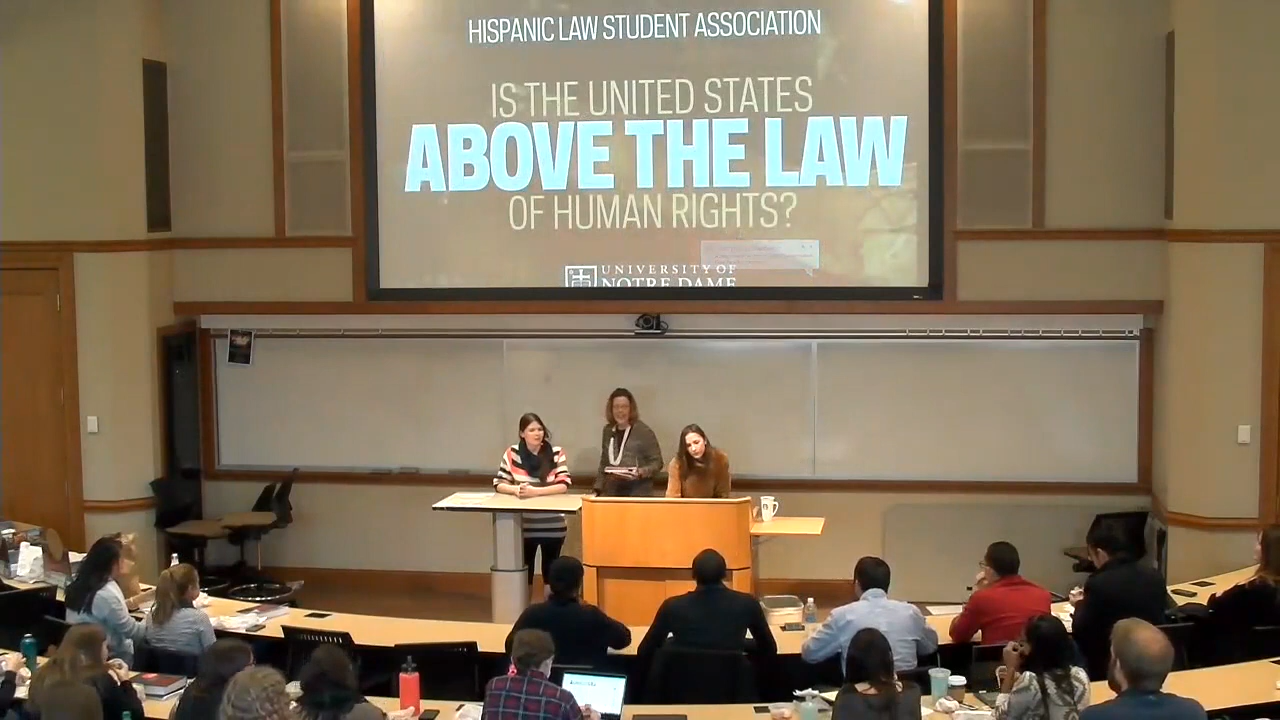 HISPANIC LAW STUDENT ASSOCIATION
IS THE UNITED STATES
ABOVE THE LAW
OF HUMAN RIGHTS?
UNIVERSITY OF
NOTRE DAME